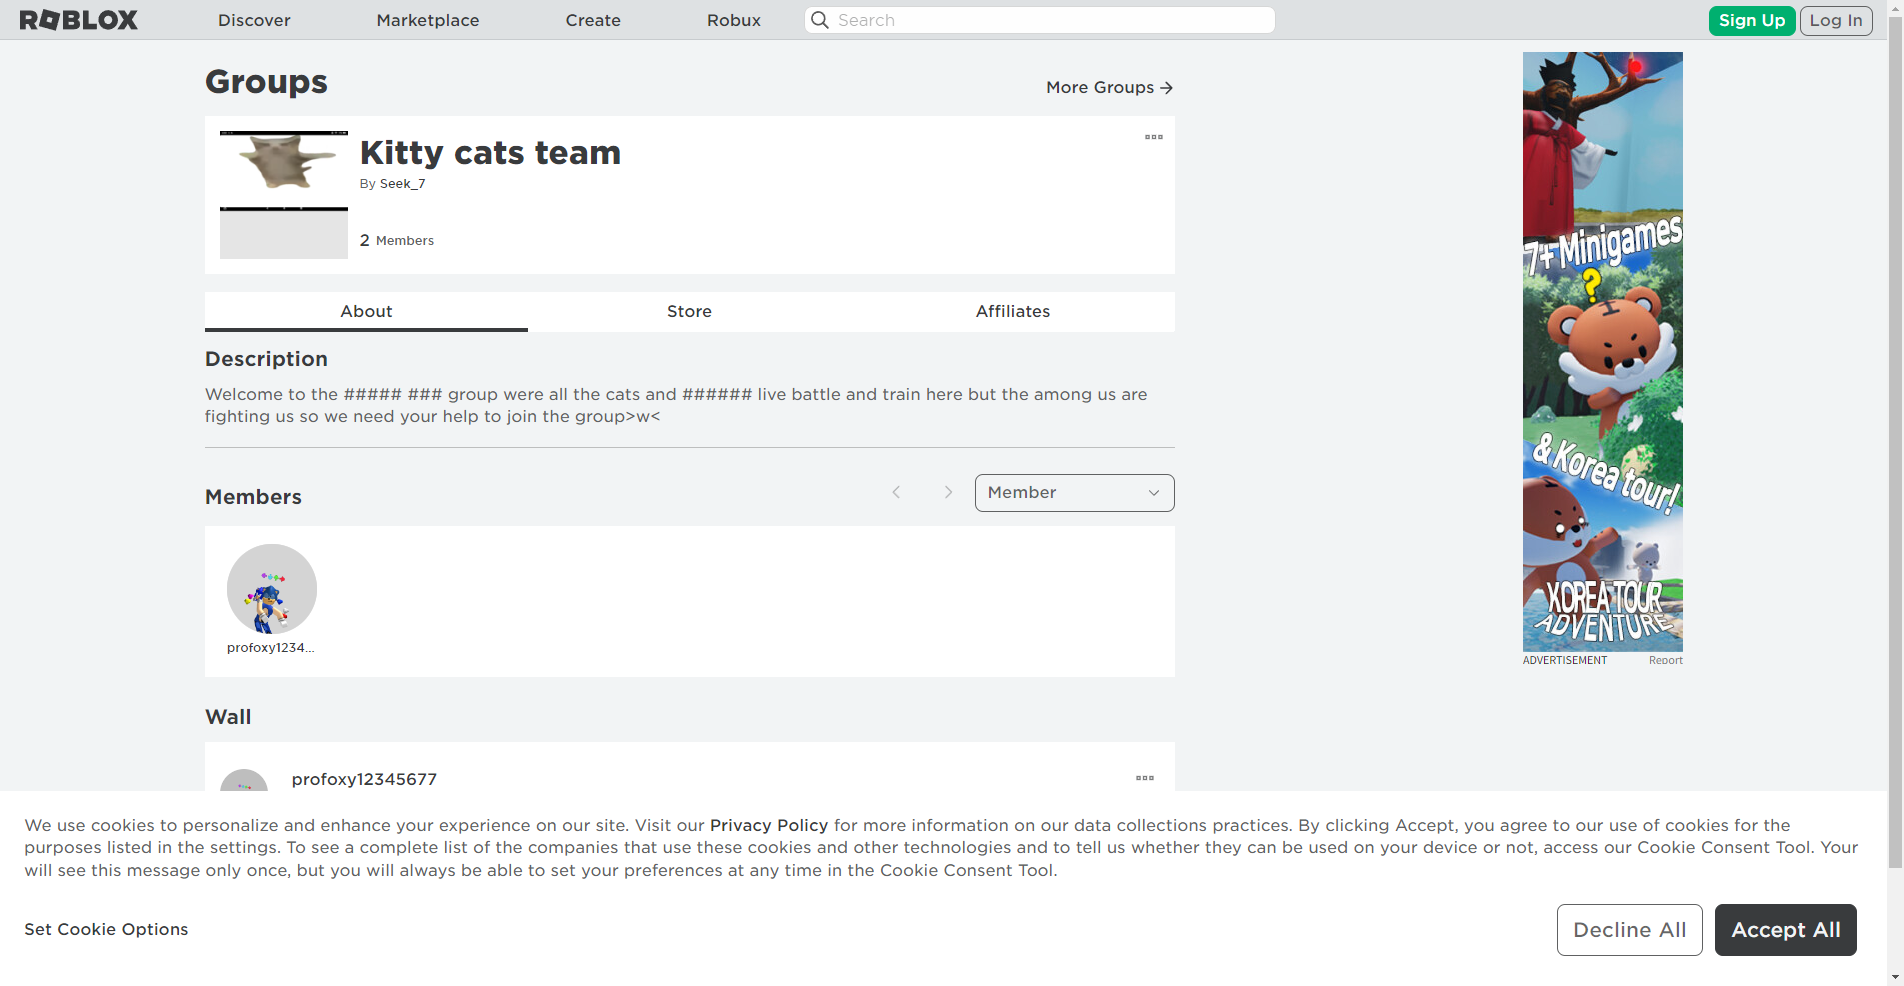 ROBLOX
Discover
Marketplace
Create
Robux
Search
Sign Up
Log In
Groups
More Groups →
Kitty cats team
By Seek_7
2 Members
About
Store
Affiliates
Description
Welcome to the ##### ### group were all the cats and ###### live battle and train here but the among us are
fighting us so we need your help to join the group>w<
Members
Member
profoxy1234...
Wall
profoxy12345677
7+ Minigames
?
& Korea tour!
KOREA TOUR
ADVENTURE
ADVERTISEMENT
Report
We use cookies to personalize and enhance your experience on our site. Visit our Privacy Policy for more information on our data collections practices. By clicking Accept, you agree to our use of cookies for the
purposes listed in the settings. To see a complete list of the companies that use these cookies and other technologies and to tell us whether they can be used on your device or not, access our Cookie Consent Tool. Your
will see this message only once, but you will always be able to set your preferences at any time in the Cookie Consent Tool.
Set Cookie Options
Decline All
Accept All